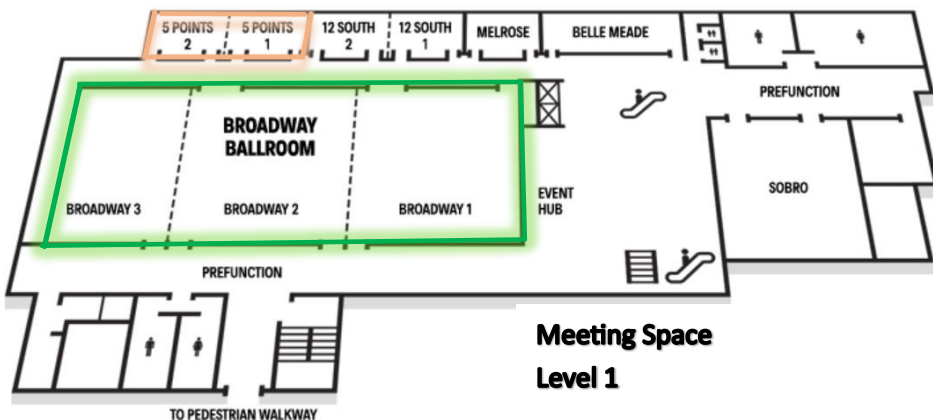 5 POINTS
2
5 POINTS
1
12 SOUTH
2
12 SOUTH
1
MELROSE
BELLE MEADE
PREFUNCTION
BROADWAY
BALLROOM
SOBRO
EVENT
HUB
BROADWAY 3
BROADWAY 2
BROADWAY 1
PREFUNCTION
Meeting Space
Level 1
TO PEDESTRIAN WALKWAY